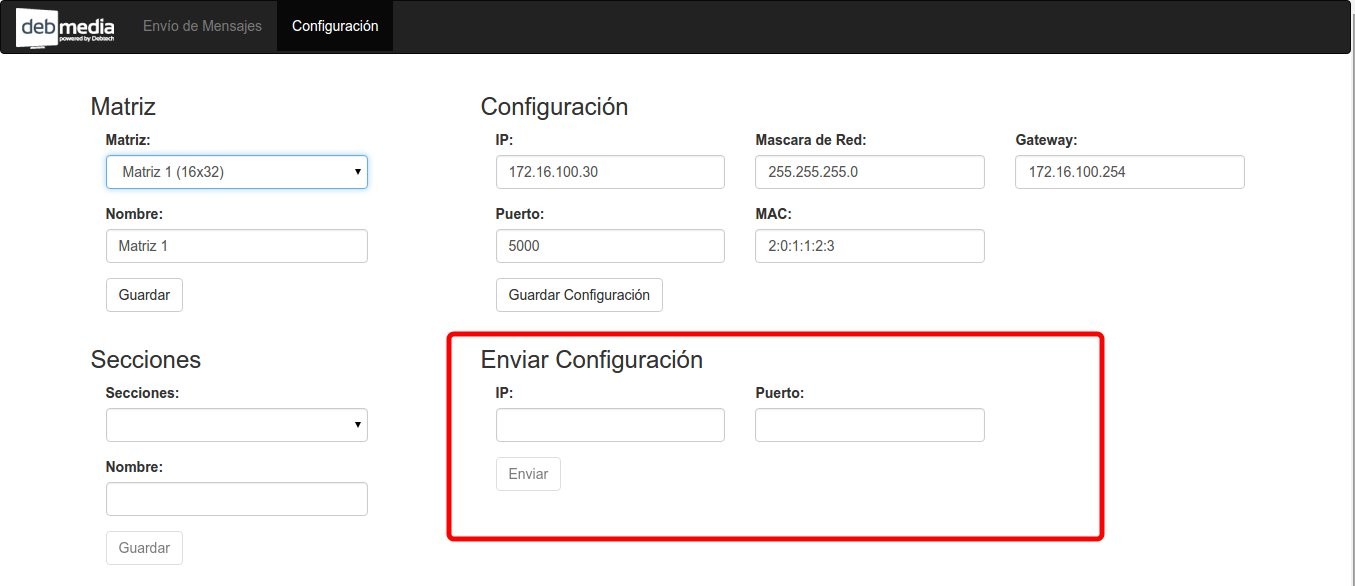 debmedia
powered by Debtech
Envío de Mensajes
Configuración
Matriz
Matriz:
Matriz 1 (16x32)
Nombre:
Matriz 1
Guardar
Configuración
IP:
Mascara de Red:
Gateway:
172.16.100.30
255.255.255.0
172.16.100.254
Puerto:
MAC:
5000
2:0:1:1:2:3
Guardar Configuración
Secciones
Secciones:
Nombre:
Guardar
Enviar Configuración
IP:
Puerto:
Enviar